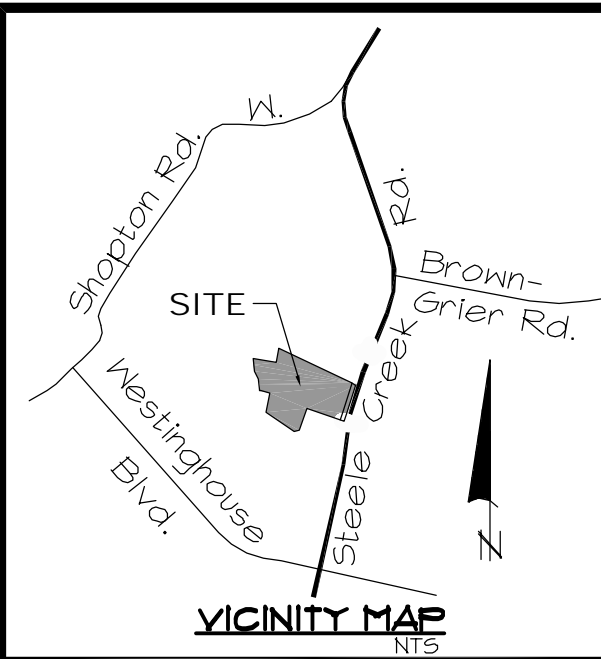 W.
Shopton Rd.
Rd.
Brown-
Grier Rd.
SITE
Creek
Westinghouse
Blvd.
Steele
N
VICINITY MAP
NTS